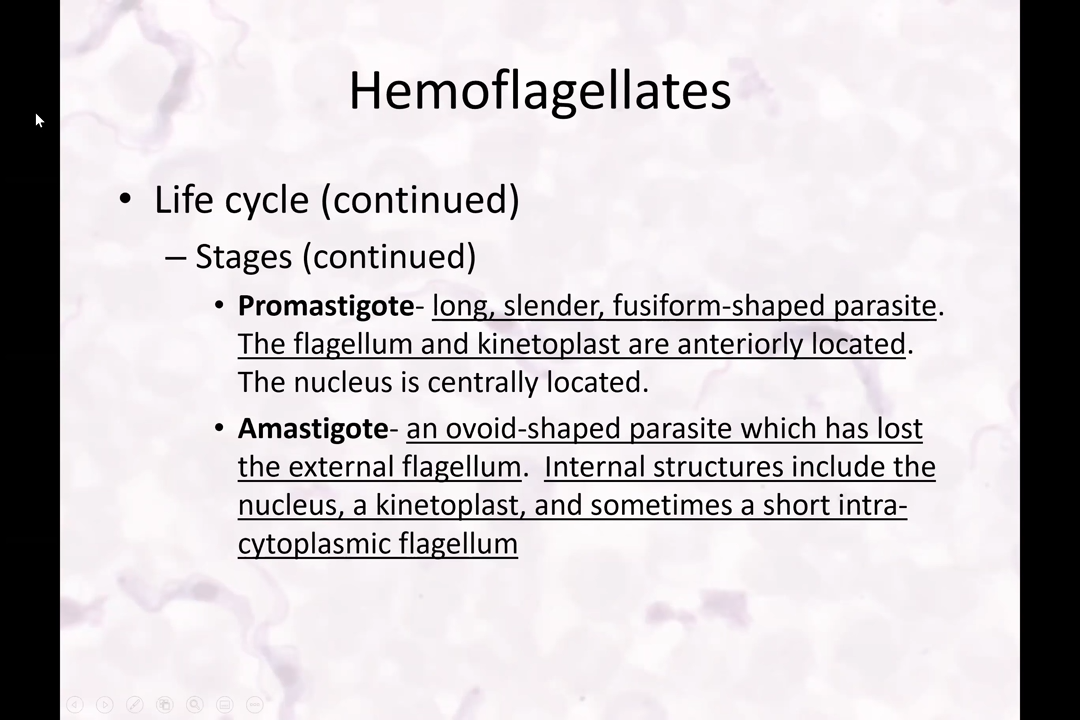 Hemoflagellates
• Life cycle (continued)
– Stages (continued)
• Promastigote- long, slender, fusiform-shaped parasite.
The flagellum and kinetoplast are anteriorly located.
The nucleus is centrally located.
• Amastigote- an ovoid-shaped parasite which has lost
the external flagellum.  Internal structures include the
nucleus, a kinetoplast, and sometimes a short intra-
cytoplasmic flagellum